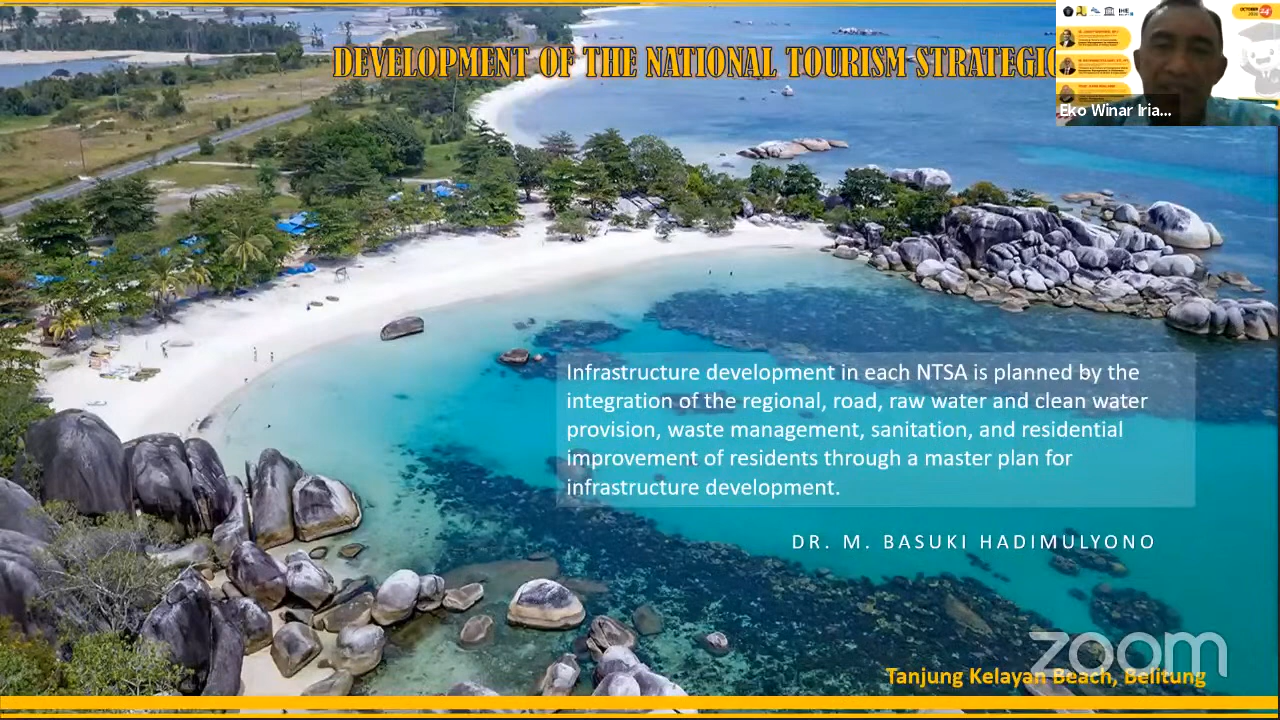 DEVELOPMENT OF THE NATIONAL TOURISM STRATEGIC
OCTOBER
24
Eko Winar Iria...
Infrastructure development in each NTSA is planned by the
integration of the regional, road, raw water and clean water
provision, waste management, sanitation, and residential
improvement of residents through a master plan for
infrastructure development.
DR. M. BASUKI HADIMULYONO
zoom
Tanjung Kelayan Beach, Belitung